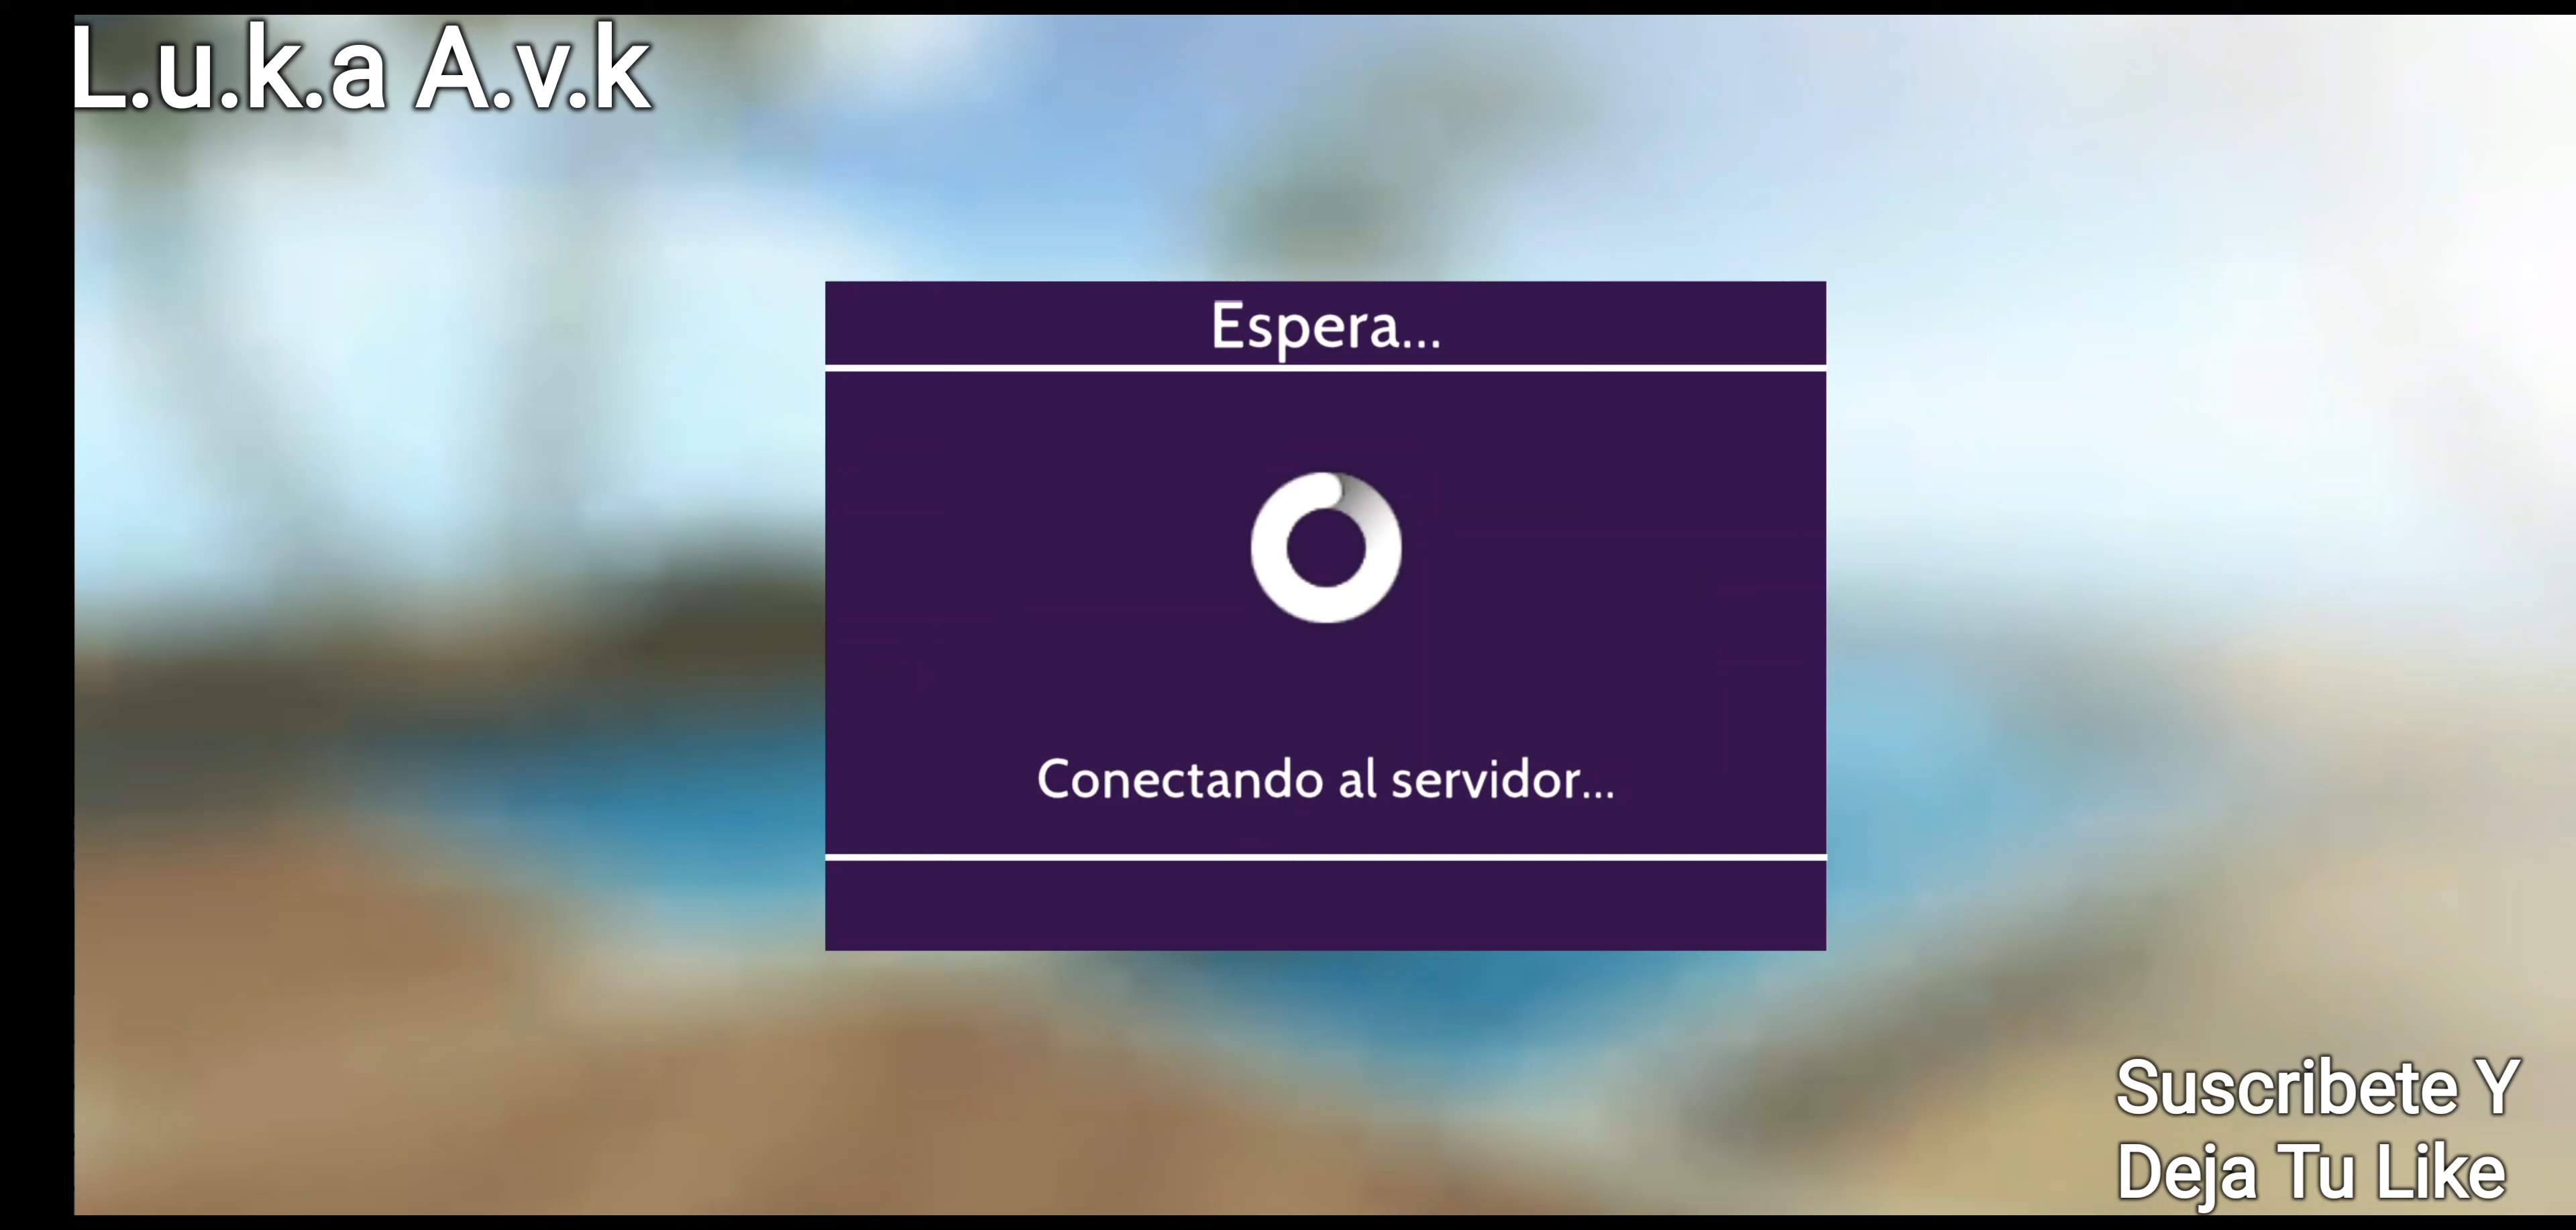 L.u.k.a A.v.k
Espera...
Conectando al servidor...
Suscribete Y
Deja Tu Like